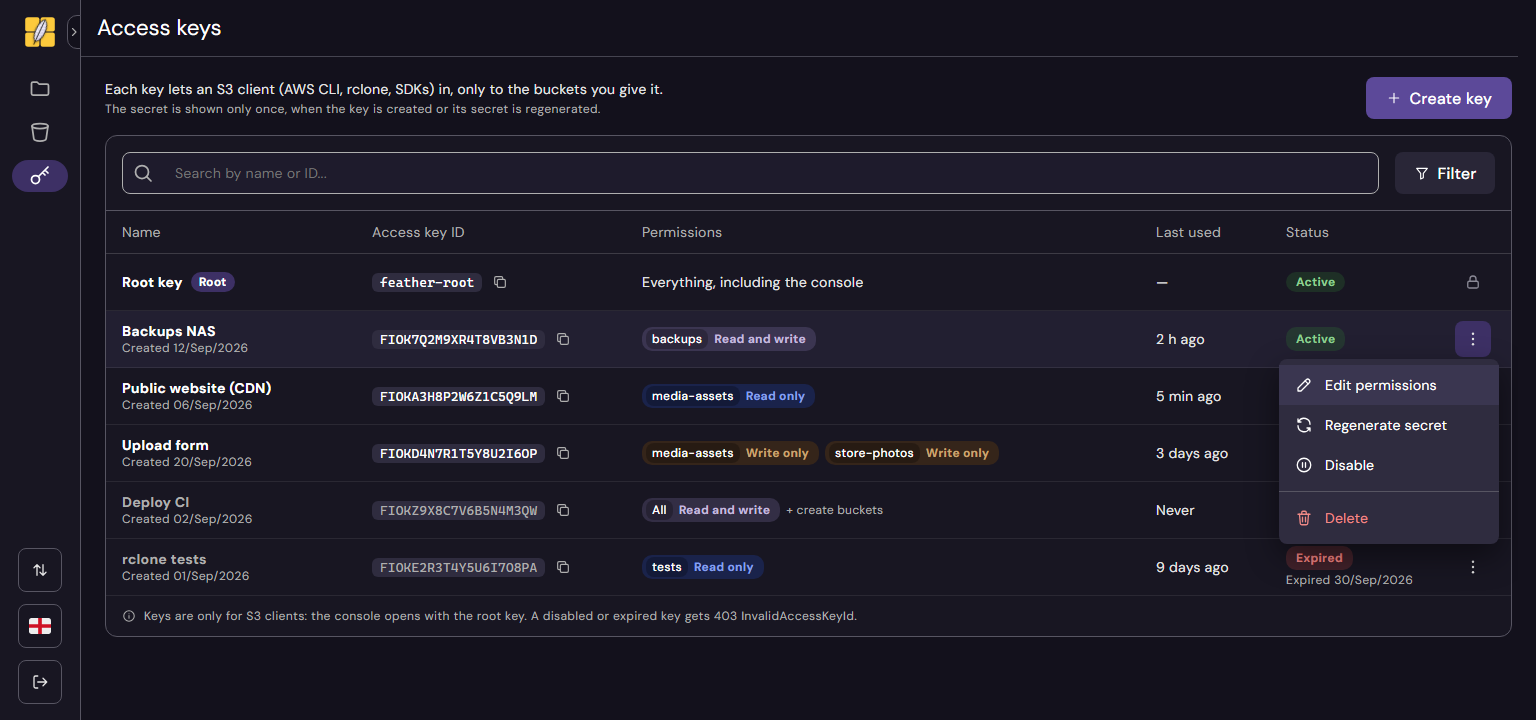 Access keys
Each key lets an S3 client (AWS CLI, rclone, SDKs) in, only to the buckets you give it.
The secret is shown only once, when the key is created or its secret is regenerated.
+ Create key
Search by name or ID...
Filter
Name Access key ID Permissions Last used Status
Root key Root feather-root Everything, including the console — Active
Backups NAS
Created 12/Sep/2026
FIOK7Q2M9XR4T8VB3N1D backups Read and write 2 h ago Active
Public website (CDN)
Created 06/Sep/2026
FIOKA3H8P2W6Z1C5Q9LM media-assets Read only 5 min ago
Upload form
Created 20/Sep/2026
FIOKD4N7R1T5Y8U2I6OP media-assets Write only store-photos Write only 3 days ago
Deploy CI
Created 02/Sep/2026
FIOKZ9X8C7V6B5N4M3QW All Read and write + create buckets Never
rclone tests
Created 01/Sep/2026
FIOKE2R3T4Y5U6I7O8PA tests Read only 9 days ago Expired
Expired 30/Sep/2026
Edit permissions
Regenerate secret
Disable
Delete
Keys are only for S3 clients: the console opens with the root key. A disabled or expired key gets 403 InvalidAccessKeyId.